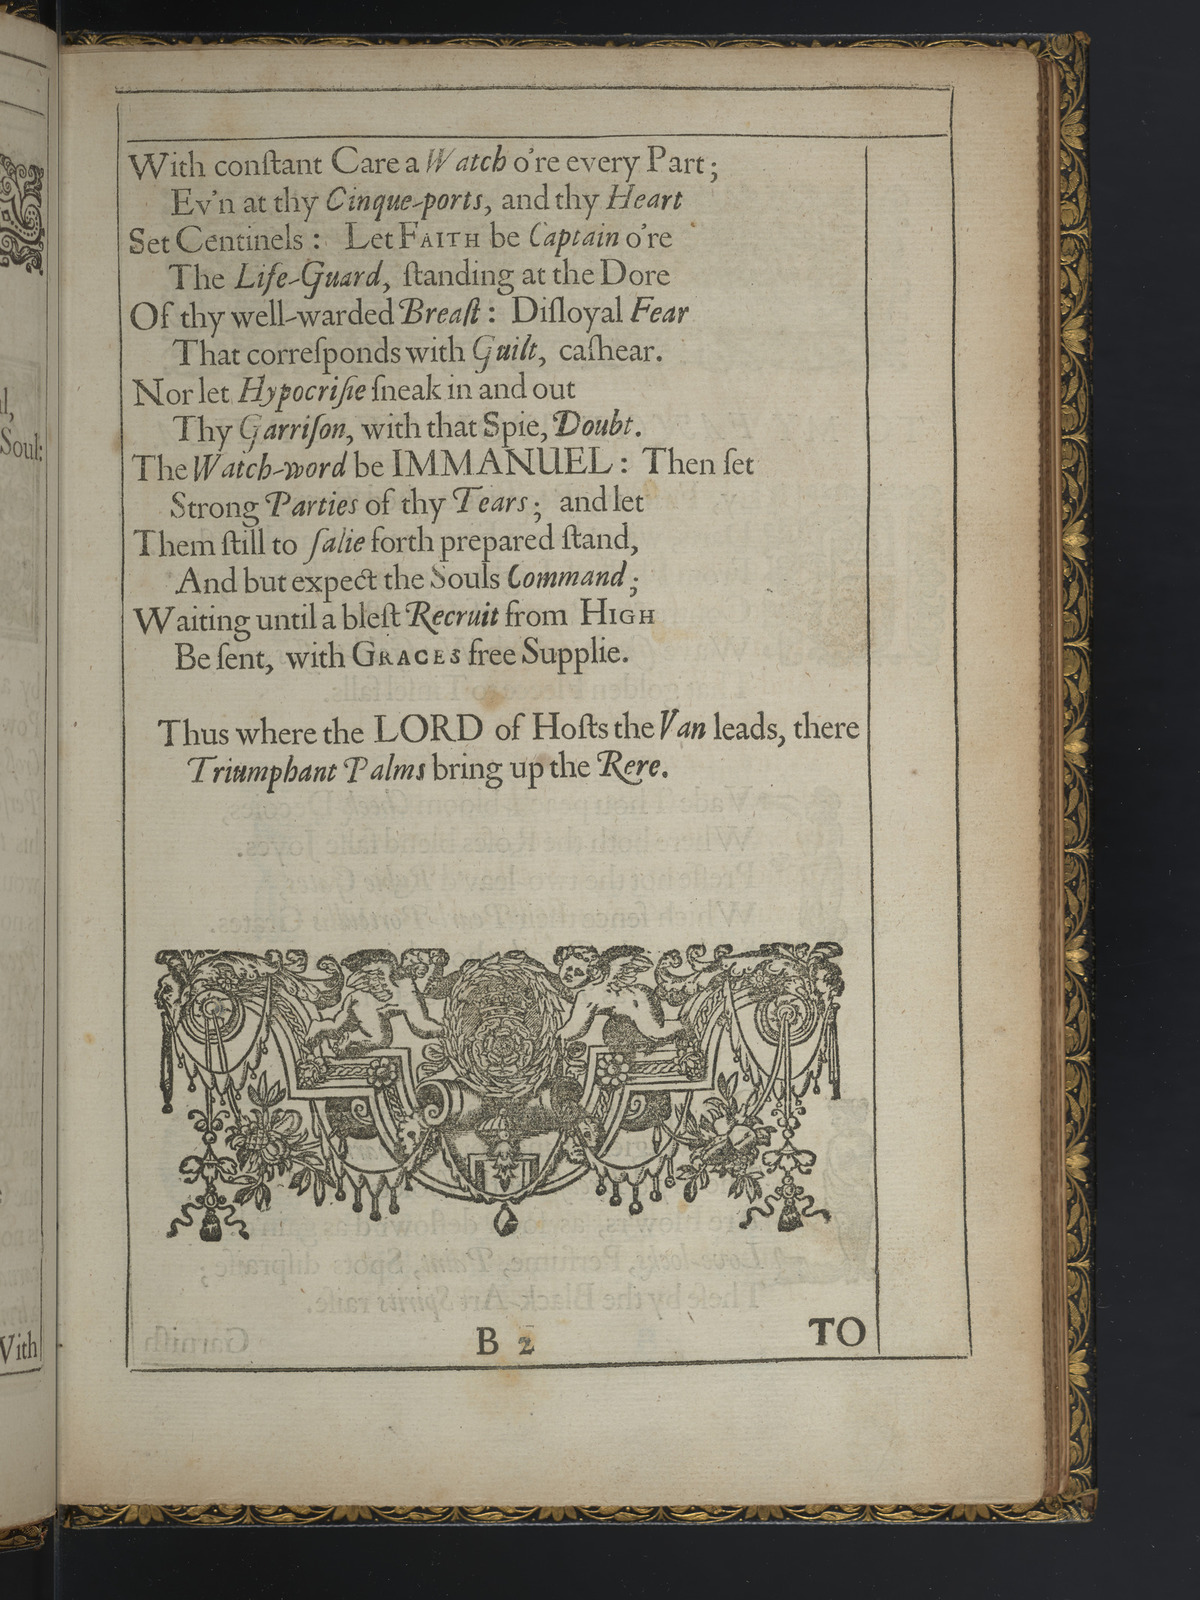 With conſtant Care a Watch o're every Part;
Ev'n at thy Cinque-ports, and thy Heart
Set Centinels: Let FAITH be Captain o're
The Life-Guard, ſtanding at the Dore
Of thy well-warded Breaſt: Diſloyal Fear
That correſponds with Guilt, caſhear.
Nor let Hypocriſie ſneak in and out
Thy Garriſon, with that Spie, Doubt.
The Watch-word be IMMANUEL: Then ſet
Strong Parties of thy Tears; and let
Them ſtill to ſalie forth prepared ſtand,
And but expect the Souls Command;
Waiting until a bleſt Recruit from HIGH
Be ſent, with GRACES free Supplie.
Thus where the LORD of Hoſts the Van leads, there
Triumphant Palms bring up the Rere.
B 2 TO
Soul:
With